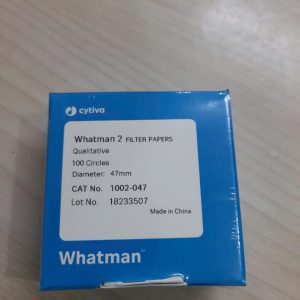 cytiva
Whatman 2 FILTER PAPERS
Qualitative
100 Circles
Diameter: 47mm
CAT No. 1002-047
Lot No. 18233507
Made in China
Whatman™